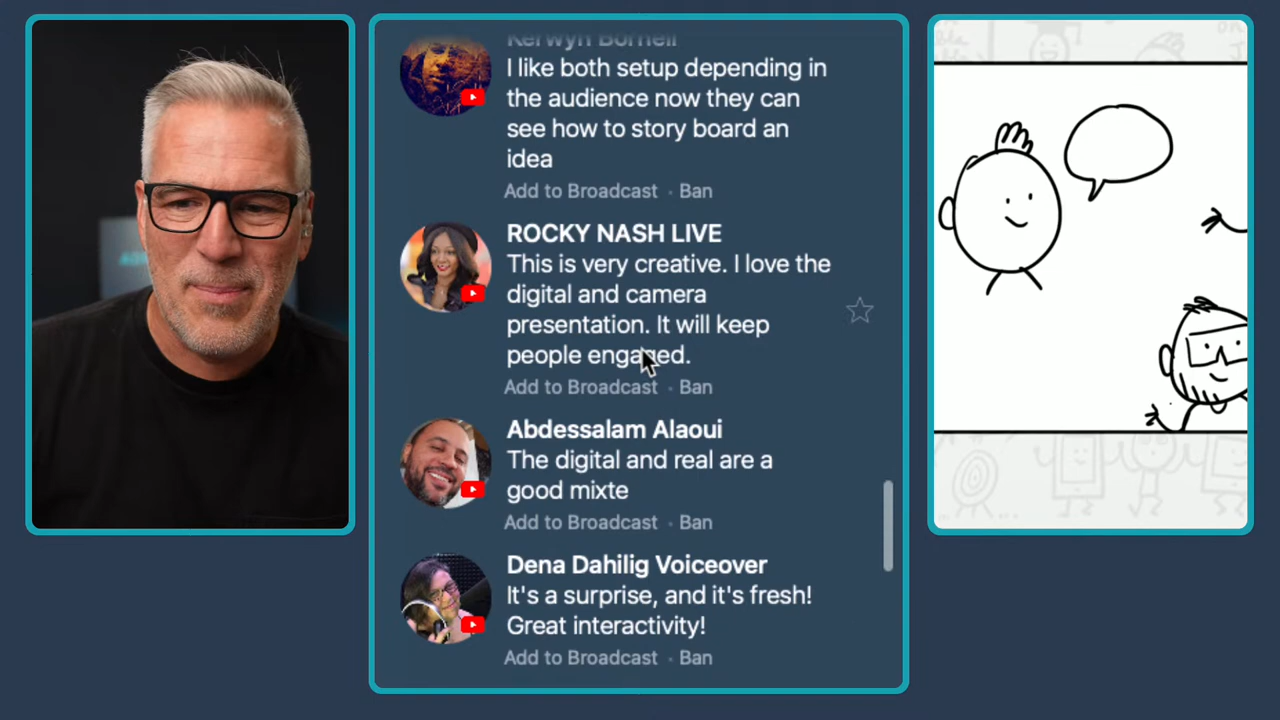 Kerwyn Bornell
I like both setup depending in
the audience now they can
see how to story board an
idea
Add to Broadcast · Ban
ROCKY NASH LIVE
This is very creative. I love the
digital and camera
presentation. It will keep
people engaged.
Add to Broadcast · Ban
Abdessalam Alaoui
The digital and real are a
good mixte
Add to Broadcast · Ban
Dena Dahilig Voiceover
It's a surprise, and it's fresh!
Great interactivity!
Add to Broadcast · Ban